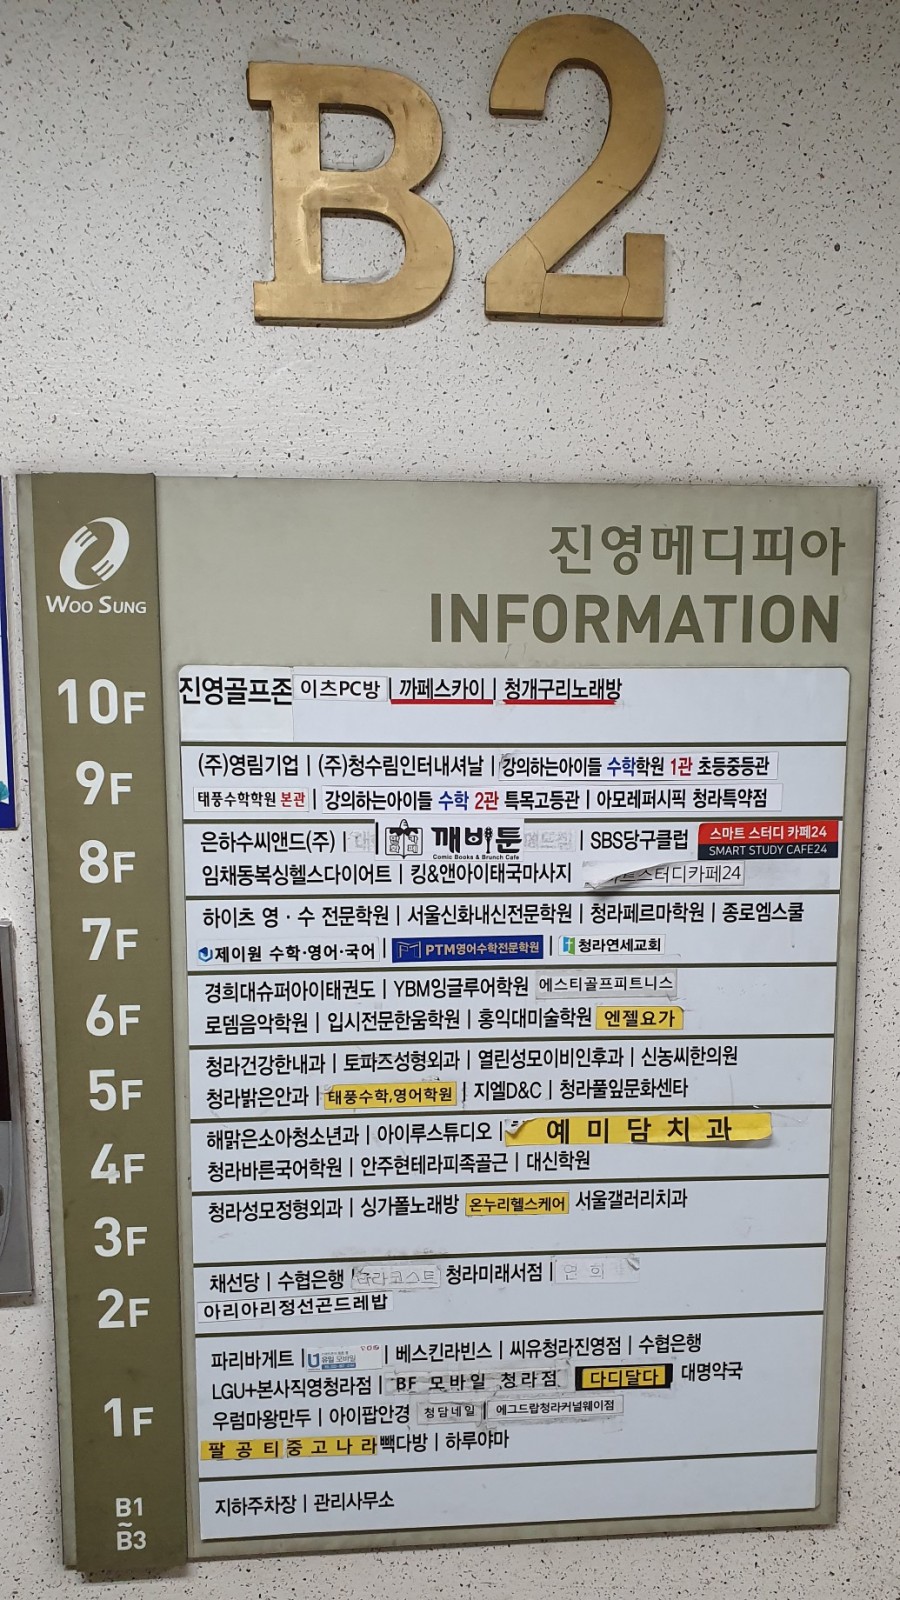 B2
WOO SUNG
진영메디피아
INFORMATION
10F
진영골프존 이츠PC방 | 까페스카이 | 청개구리노래방
9F
(주)영림기업 | (주)청수림인터내셔날 | 강의하는아이들 수학학원 1관 초등중등관
태풍수학학원 본관 | 강의하는아이들 수학 2관 특목고등관 | 아모레퍼시픽 청라특약점
8F
은하수씨앤드(주) | 깨비툰 Comic Books & Brunch Cafe | SBS당구클럽 스마트 스터디 카페24 SMART STUDY CAFE24
임채동복싱헬스다이어트 | 킹&앤아이태국마사지 스터디카페24
7F
하이츠 영 · 수 전문학원 | 서울신화내신전문학원 | 청라페르마학원 | 종로엠스쿨
제이원 수학·영어·국어 | PTM영어수학전문학원 | 청라연세교회
6F
경희대슈퍼아이태권도 | YBM잉글루어학원 에스티골프피트니스
로뎀음악학원 | 입시전문한움학원 | 홍익대미술학원 엔젤요가
5F
청라건강한내과 | 토파즈성형외과 | 열린성모이비인후과 | 신농씨한의원
청라밝은안과 | 태풍수학,영어학원 | 지엘D&C | 청라풀잎문화센타
4F
해맑은소아청소년과 | 아이루스튜디오 | 예미담치과
청라바른국어학원 | 안주현테라피족골근 | 대신학원
3F
청라성모정형외과 | 싱가폴노래방 온누리헬스케어 서울갤러리치과
2F
채선당 | 수협은행 | 청라미래서점 | 연희
아리아리정선곤드레밥
1F
파리바게트 | 유월 모바일 | 베스킨라빈스 | 씨유청라진영점 | 수협은행
LGU+본사직영청라점 | BF 모바일 청라점 다디달다 대명약국
우럼마왕만두 | 아이팝안경 청담네일 에그드랍청라커널웨이점
팔공티 중고나라 빽다방 | 하루야마
B1~B3
지하주차장 | 관리사무소